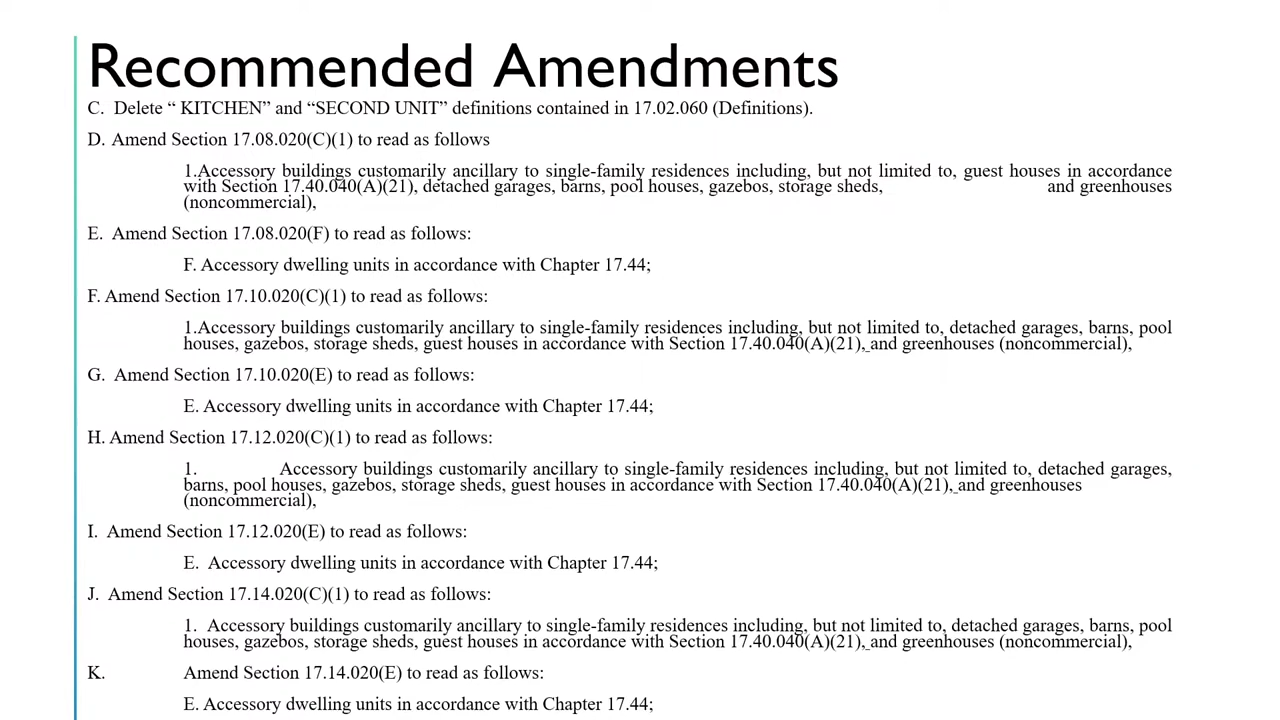 Recommended Amendments
C. Delete “ KITCHEN” and “SECOND UNIT” definitions contained in 17.02.060 (Definitions).
D. Amend Section 17.08.020(C)(1) to read as follows
1.Accessory buildings customarily ancillary to single-family residences including, but not limited to, guest houses in accordance
with Section 17.40.040(A)(21), detached garages, barns, pool houses, gazebos, storage sheds, and greenhouses
(noncommercial),
E. Amend Section 17.08.020(F) to read as follows:
F. Accessory dwelling units in accordance with Chapter 17.44;
F. Amend Section 17.10.020(C)(1) to read as follows:
1.Accessory buildings customarily ancillary to single-family residences including, but not limited to, detached garages, barns, pool
houses, gazebos, storage sheds, guest houses in accordance with Section 17.40.040(A)(21), and greenhouses (noncommercial),
G. Amend Section 17.10.020(E) to read as follows:
E. Accessory dwelling units in accordance with Chapter 17.44;
H. Amend Section 17.12.020(C)(1) to read as follows:
1. Accessory buildings customarily ancillary to single-family residences including, but not limited to, detached garages,
barns, pool houses, gazebos, storage sheds, guest houses in accordance with Section 17.40.040(A)(21), and greenhouses
(noncommercial),
I. Amend Section 17.12.020(E) to read as follows:
E. Accessory dwelling units in accordance with Chapter 17.44;
J. Amend Section 17.14.020(C)(1) to read as follows:
1. Accessory buildings customarily ancillary to single-family residences including, but not limited to, detached garages, barns, pool
houses, gazebos, storage sheds, guest houses in accordance with Section 17.40.040(A)(21), and greenhouses (noncommercial),
K. Amend Section 17.14.020(E) to read as follows:
E. Accessory dwelling units in accordance with Chapter 17.44;